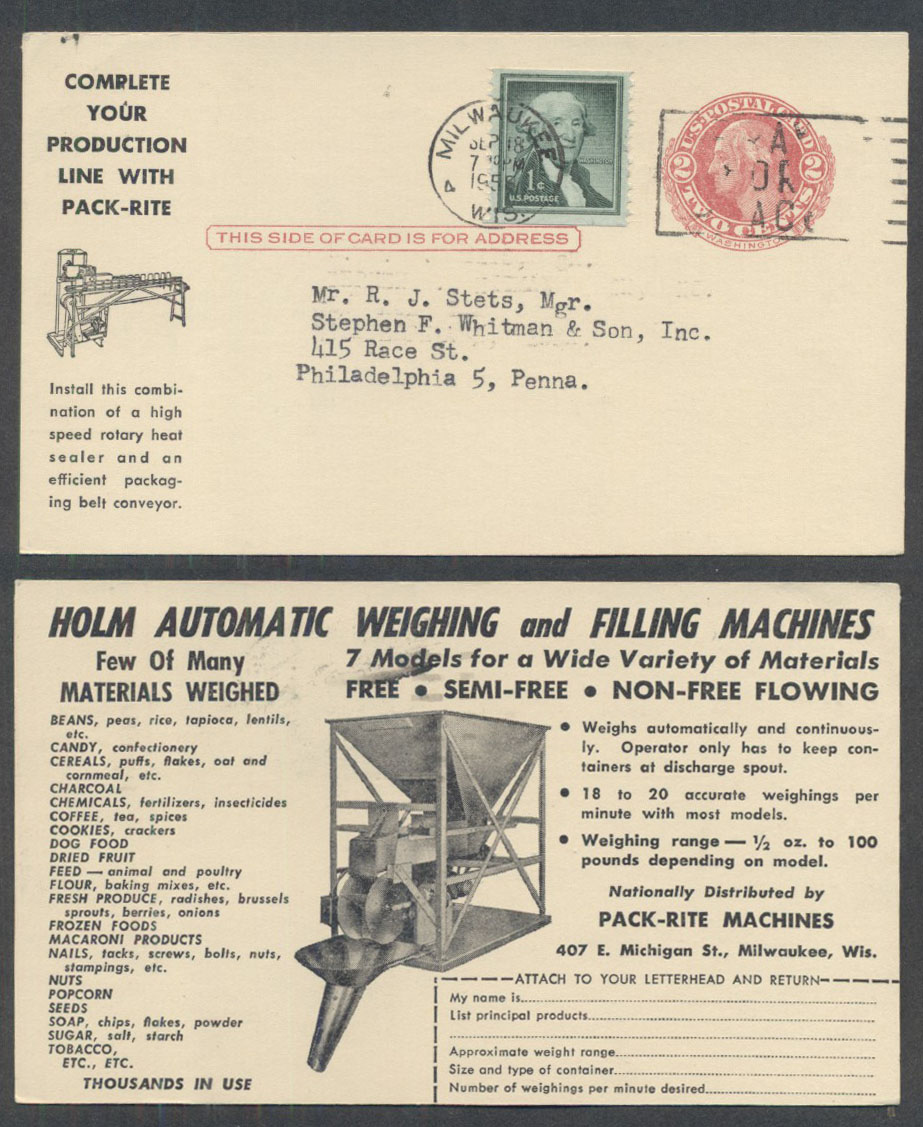 COMPLETE
YOUR
PRODUCTION
LINE WITH
PACK-RITE
Install this combi-
nation of a high
speed rotary heat
sealer and an
efficient packag-
ing belt conveyor.
MILWAUKEE
SEP 18
7 PM
195
WIS.
1¢
U.S. POSTAGE
U.S. POSTAL CARD
2 2
TWO CENTS
WASHINGTON
THIS SIDE OF CARD IS FOR ADDRESS
Mr. R. J. Stets, Mgr.
Stephen F. Whitman & Son, Inc.
415 Race St.
Philadelphia 5, Penna.
HOLM AUTOMATIC WEIGHING and FILLING MACHINES
Few Of Many
MATERIALS WEIGHED
BEANS, peas, rice, tapioca, lentils,
etc.
CANDY, confectionery
CEREALS, puffs, flakes, oat and
cornmeal, etc.
CHARCOAL
CHEMICALS, fertilizers, insecticides
COFFEE, tea, spices
COOKIES, crackers
DOG FOOD
DRIED FRUIT
FEED — animal and poultry
FLOUR, baking mixes, etc.
FRESH PRODUCE, radishes, brussels
sprouts, berries, onions
FROZEN FOODS
MACARONI PRODUCTS
NAILS, tacks, screws, bolts, nuts,
stampings, etc.
NUTS
POPCORN
SEEDS
SOAP, chips, flakes, powder
SUGAR, salt, starch
TOBACCO,
ETC., ETC.
THOUSANDS IN USE
7 Models for a Wide Variety of Materials
FREE • SEMI-FREE • NON-FREE FLOWING
• Weighs automatically and continuous-
ly. Operator only has to keep con-
tainers at discharge spout.
• 18 to 20 accurate weighings per
minute with most models.
• Weighing range — ½ oz. to 100
pounds depending on model.
Nationally Distributed by
PACK-RITE MACHINES
407 E. Michigan St., Milwaukee, Wis.
ATTACH TO YOUR LETTERHEAD AND RETURN
My name is
List principal products
Approximate weight range
Size and type of container
Number of weighings per minute desired